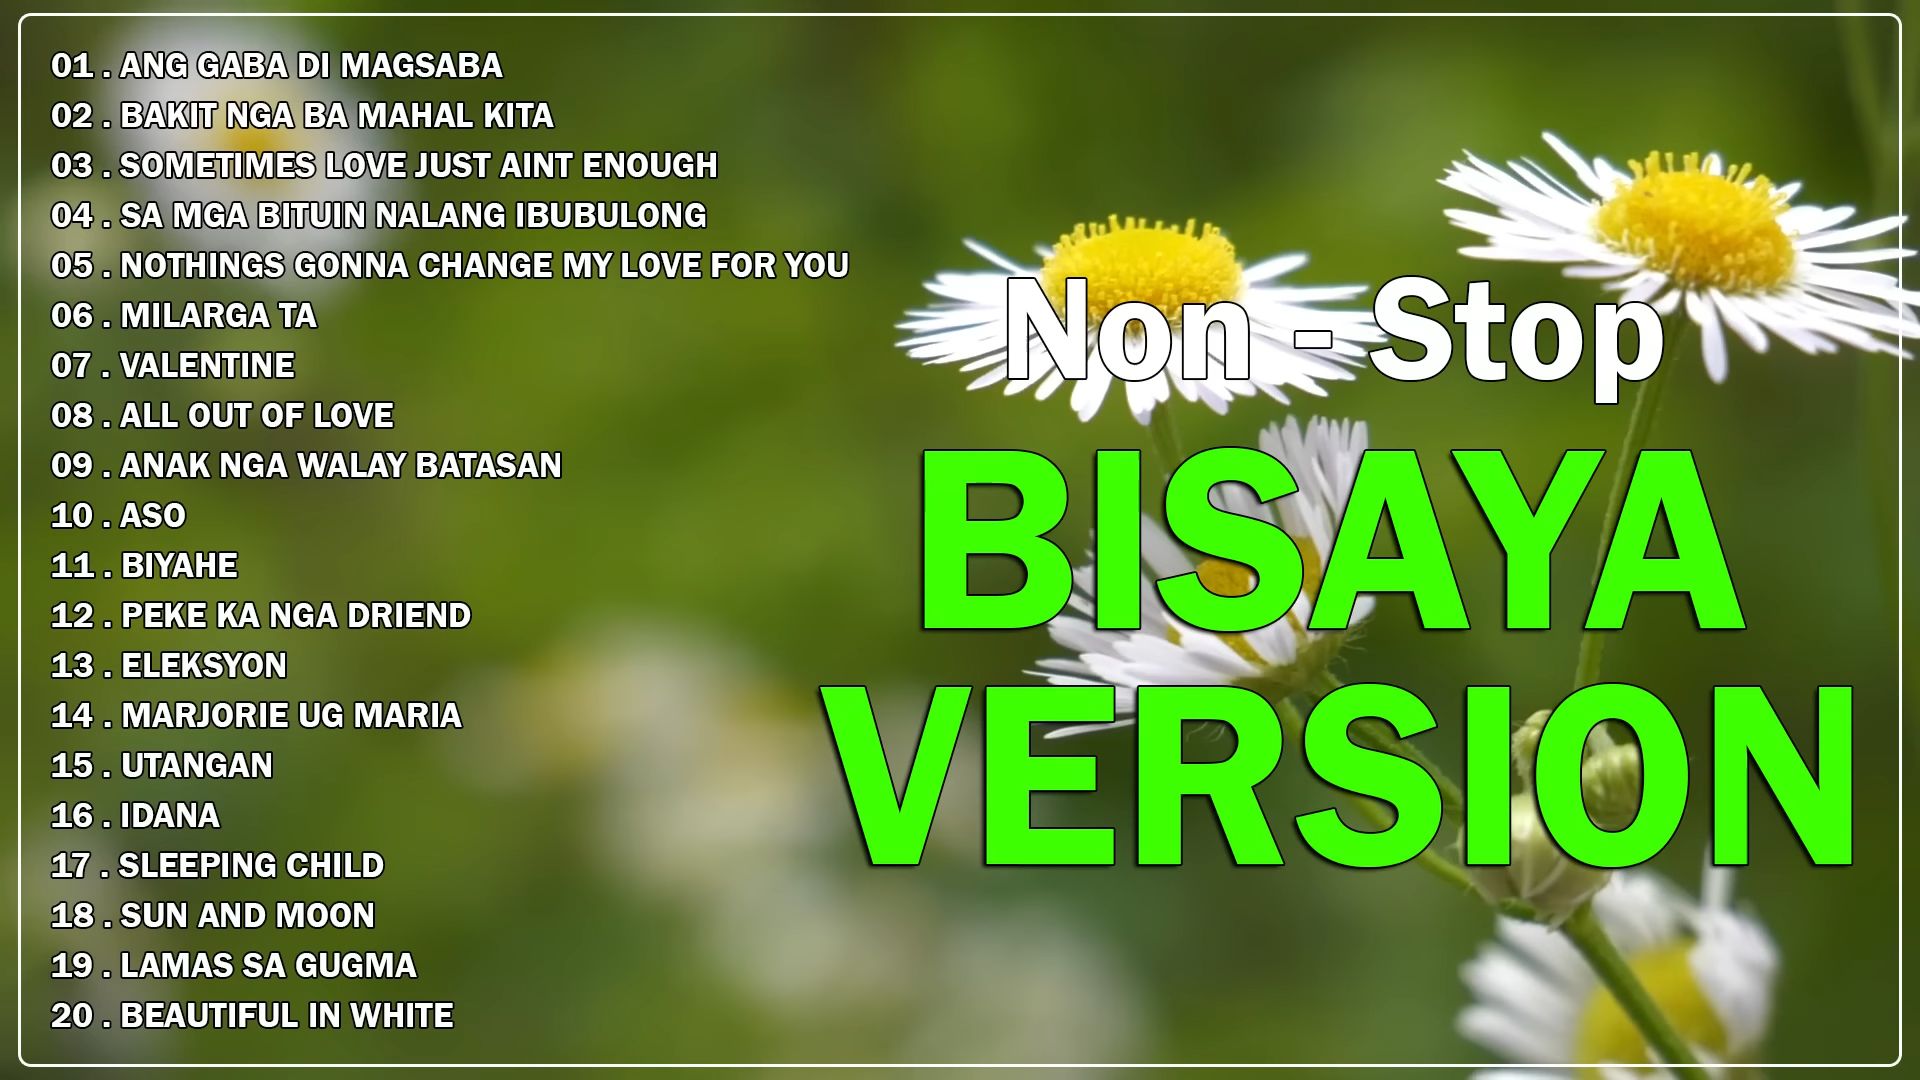 01 . ANG GABA DI MAGSABA
02 . BAKIT NGA BA MAHAL KITA
03 . SOMETIMES LOVE JUST AINT ENOUGH
04 . SA MGA BITUIN NALANG IBUBULONG
05 . NOTHINGS GONNA CHANGE MY LOVE FOR YOU
06 . MILARGA TA
07 . VALENTINE
08 . ALL OUT OF LOVE
09 . ANAK NGA WALAY BATASAN
10 . ASO
11 . BIYAHE
12 . PEKE KA NGA DRIEND
13 . ELEKSYON
14 . MARJORIE UG MARIA
15 . UTANGAN
16 . IDANA
17 . SLEEPING CHILD
18 . SUN AND MOON
19 . LAMAS SA GUGMA
20 . BEAUTIFUL IN WHITE
Non - Stop
BISAYA
VERSION